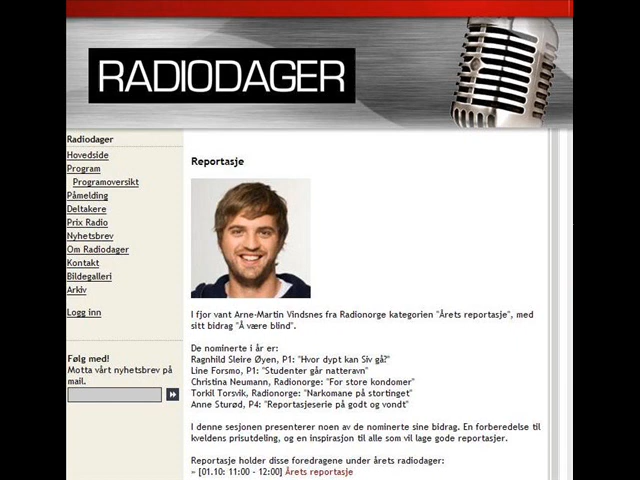 RADIODAGER
Radiodager
Hovedside
Program
Programoversikt
Påmelding
Deltakere
Prix Radio
Nyhetsbrev
Om Radiodager
Kontakt
Bildegalleri
Arkiv
Logg inn
Følg med!
Motta vårt nyhetsbrev på
mail.
Reportasje
I fjor vant Arne-Martin Vindsnes fra Radionorge kategorien "Årets reportasje", med
sitt bidrag "Å være blind".
De nominerte i år er:
Ragnhild Sleire Øyen, P1: "Hvor dypt kan Siv gå?"
Line Forsmo, P1: "Studenter går natteravn"
Christina Neumann, Radionorge: "For store kondomer"
Torkil Torsvik, Radionorge: "Narkomane på stortinget"
Anne Sturød, P4: "Reportasjeserie på godt og vondt"
I denne sesjonen presenterer noen av de nominerte sine bidrag. En forberedelse til
kveldens prisutdeling, og en inspirasjon til alle som vil lage gode reportasjer.
Reportasje holder disse foredragene under årets radiodager:
» [01.10: 11:00 - 12:00] Årets reportasje